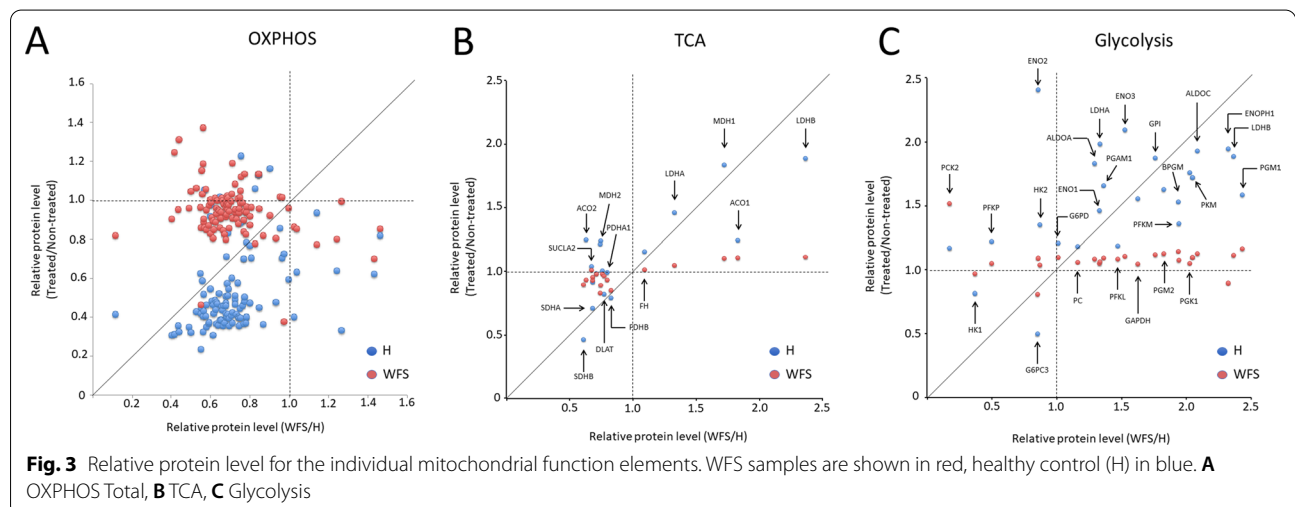 A
OXPHOS
Relative protein level
(Treated/Non-treated)
1.6
1.4
1.2
1.0
0.8
0.6
0.4
0.2
0
0.2
0.4
0.6
0.8
1.0
1.2
1.4
1.6
H
WFS
Relative protein level (WFS/H)
B
TCA
Relative protein level
(Treated/Non-treated)
2.5
2.0
1.5
1.0
0.5
0
0.5
1.0
1.5
2.0
2.5
MDH1
LDHB
LDHA
ACO2
MDH2
ACO1
PDHA1
SUCLA2
SDHA
FH
PDHB
DLAT
SDHB
H
WFS
Relative protein level (WFS/H)
C
Glycolysis
Relative protein level
(Treated/Non-treated)
2.5
2.0
1.5
1.0
0.5
0
0.5
1.0
1.5
2.0
2.5
ENO2
ENO3
ALDOC
LDHA
ENOPH1
GPI
LDHB
ALDOA
PGAM1
PCK2
BPGM
PGM1
HK2
ENO1
PFKP
G6PD
PKM
PFKM
PC
PFKL
PGM2
PGK1
GAPDH
HK1
G6PC3
H
WFS
Relative protein level (WFS/H)
Fig. 3 Relative protein level for the individual mitochondrial function elements. WFS samples are shown in red, healthy control (H) in blue. A
OXPHOS Total, B TCA, C Glycolysis